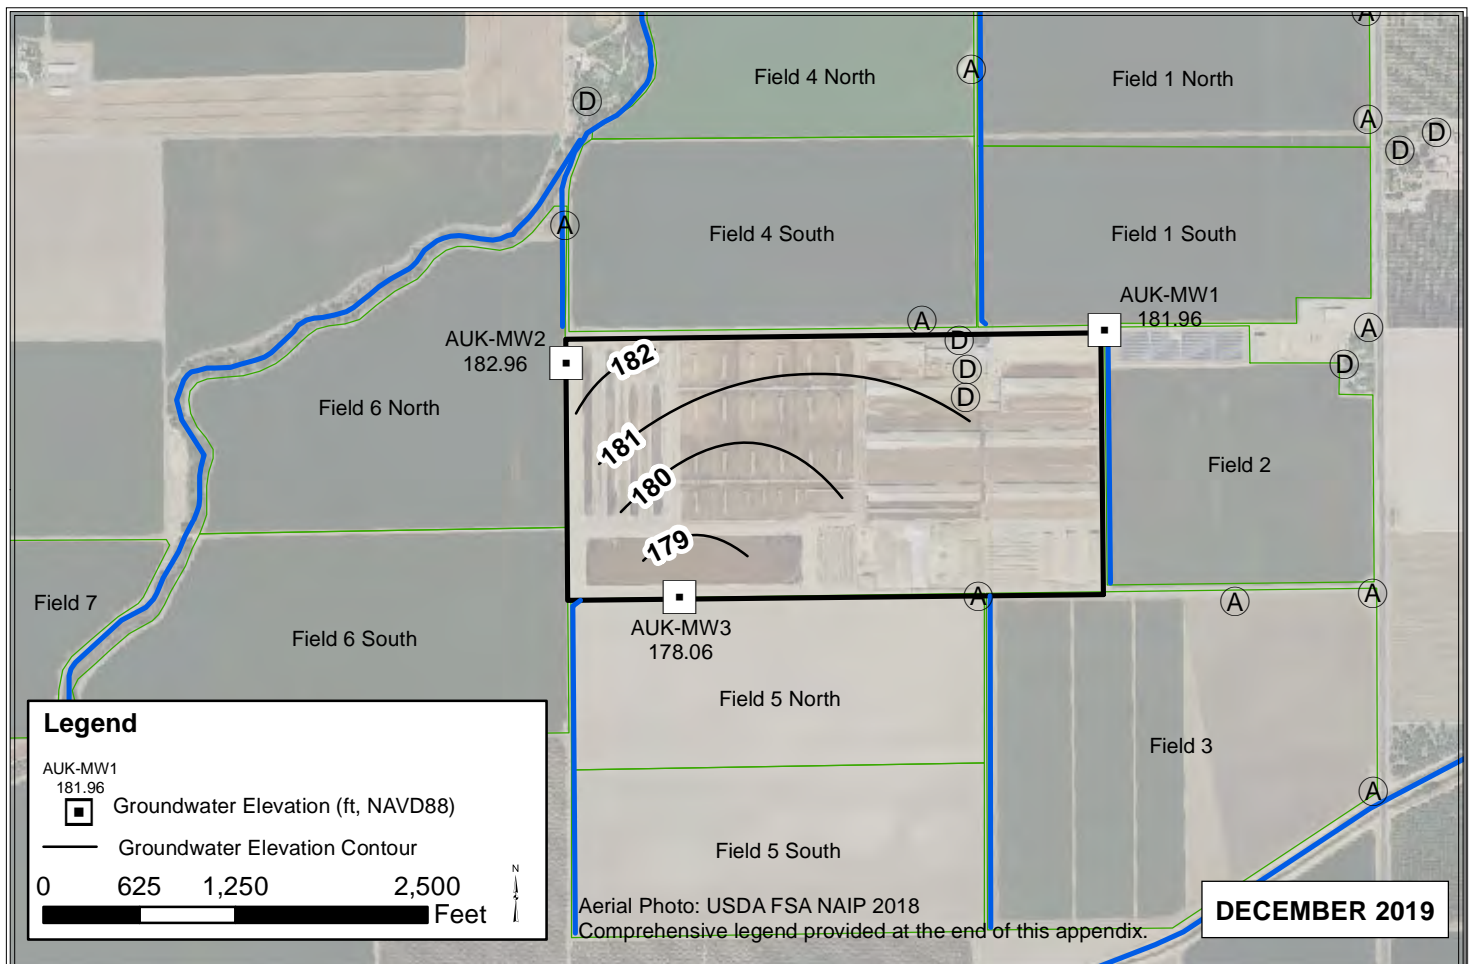 A
Field 4 North
A
Field 1 North
D
A
D
D
Field 4 South
A
Field 1 South
AUK-MW1
181.96
A
A
AUK-MW2
182.96
D
182
D
D
D
Field 6 North
181
180
Field 2
179
A
A
A
Field 7
AUK-MW3
178.06
Field 6 South
Field 5 North
Field 3
A
Field 5 South
Legend
AUK-MW1
181.96
Groundwater Elevation (ft, NAVD88)
Groundwater Elevation Contour
0 625 1,250 2,500
Feet
N
Aerial Photo: USDA FSA NAIP 2018
Comprehensive legend provided at the end of this appendix.
DECEMBER 2019